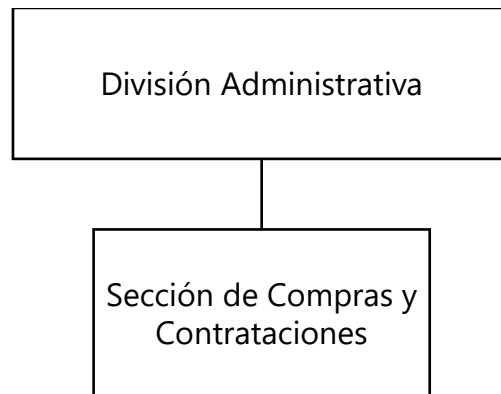 División Administrativa
Sección de Compras y
Contrataciones